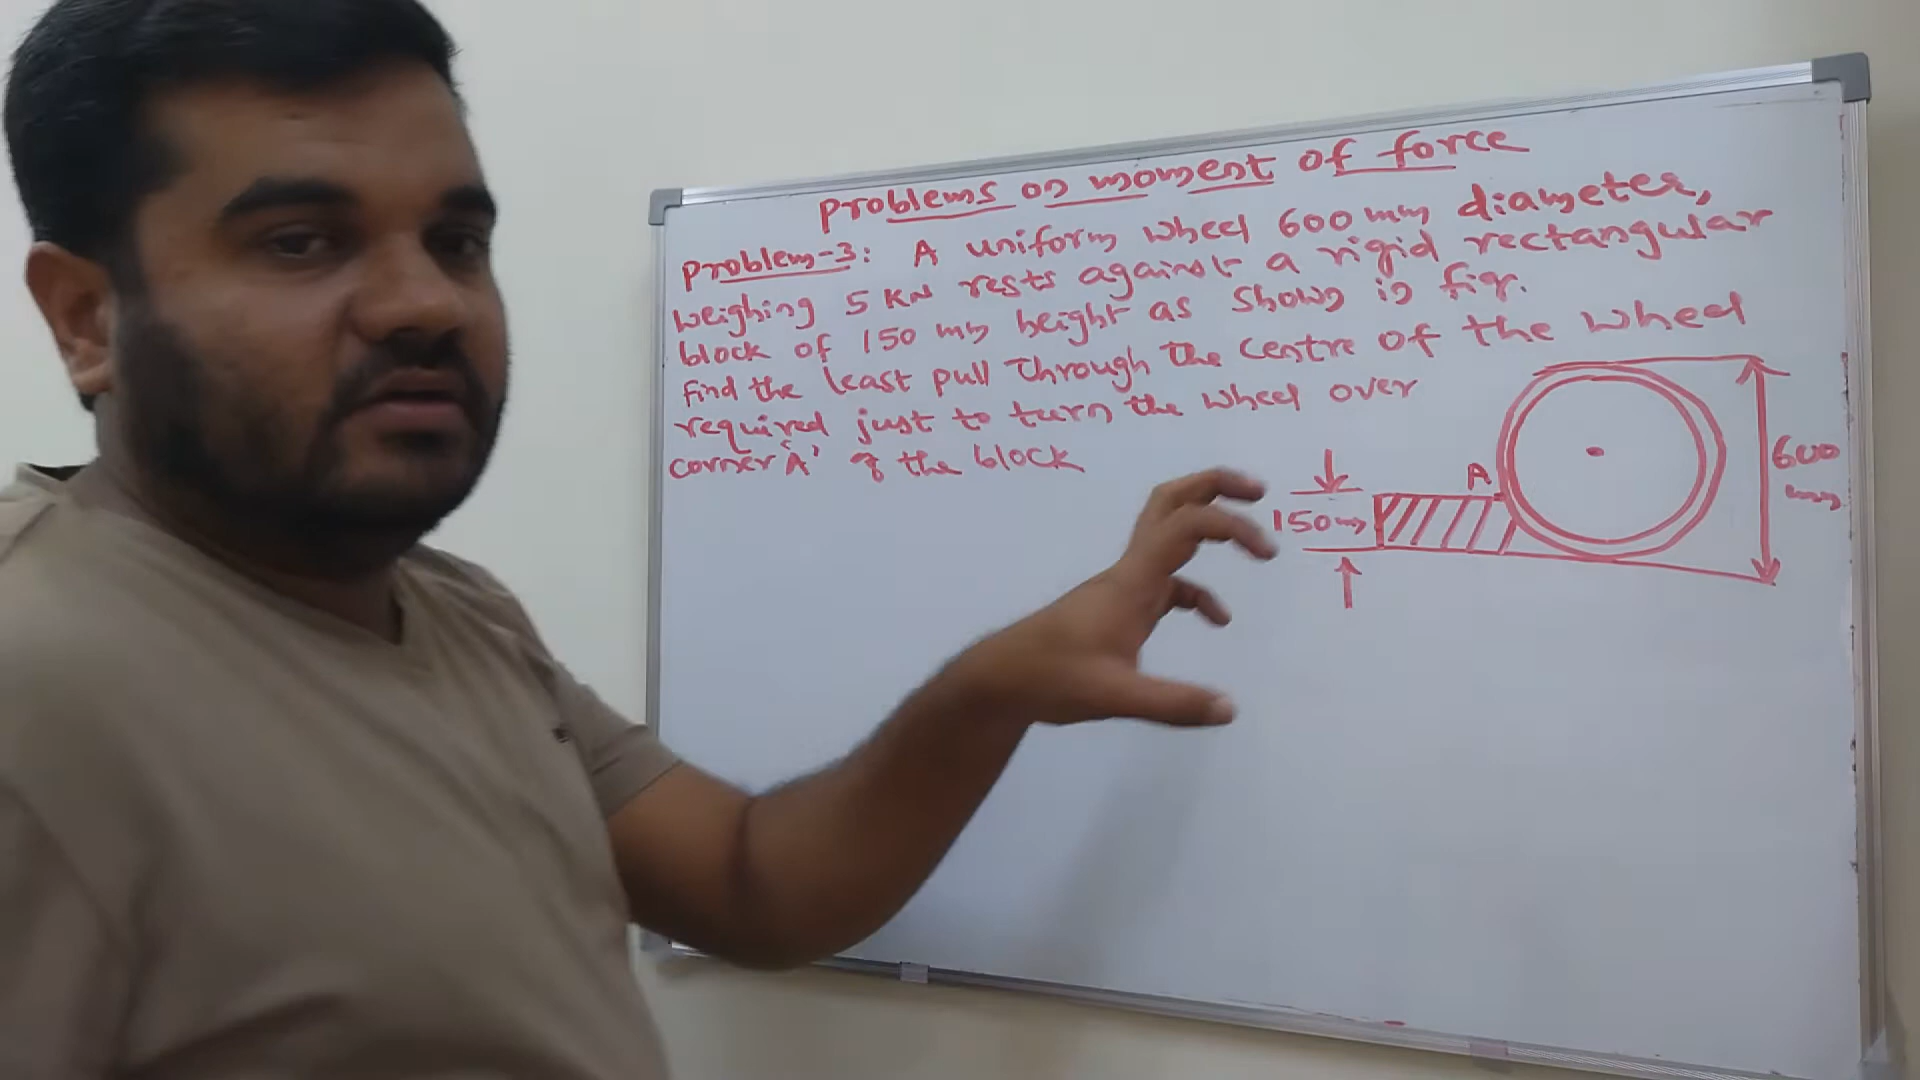 Problems on moment of force
Problem-3: A uniform wheel 600 mm diameter,
weighing 5 KN rests against a rigid rectangular
block of 150 mm height as shown in fig.
Find the least pull through the centre of the wheel
required just to turn the wheel over
corner 'A' of the block
A
600
mm
150m